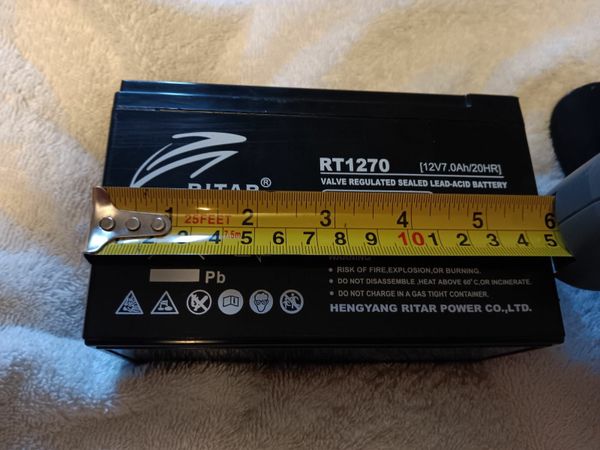 RT1270 [12V7.0Ah/20HR]
VALVE REGULATED SEALED LEAD-ACID BATTERY
RITAR®
1 2 3 4 5 6
25FEET
7.5m
2 3 4 5 6 7 8 9 10 1 2 3 4 5
Pb
• RISK OF FIRE,EXPLOSION,OR BURNING.
• DO NOT DISASSEMBLE ,HEAT ABOVE 60°C,OR INCINERATE.
• DO NOT CHARGE IN A GAS TIGHT CONTAINER.
HENGYANG RITAR POWER CO.,LTD.